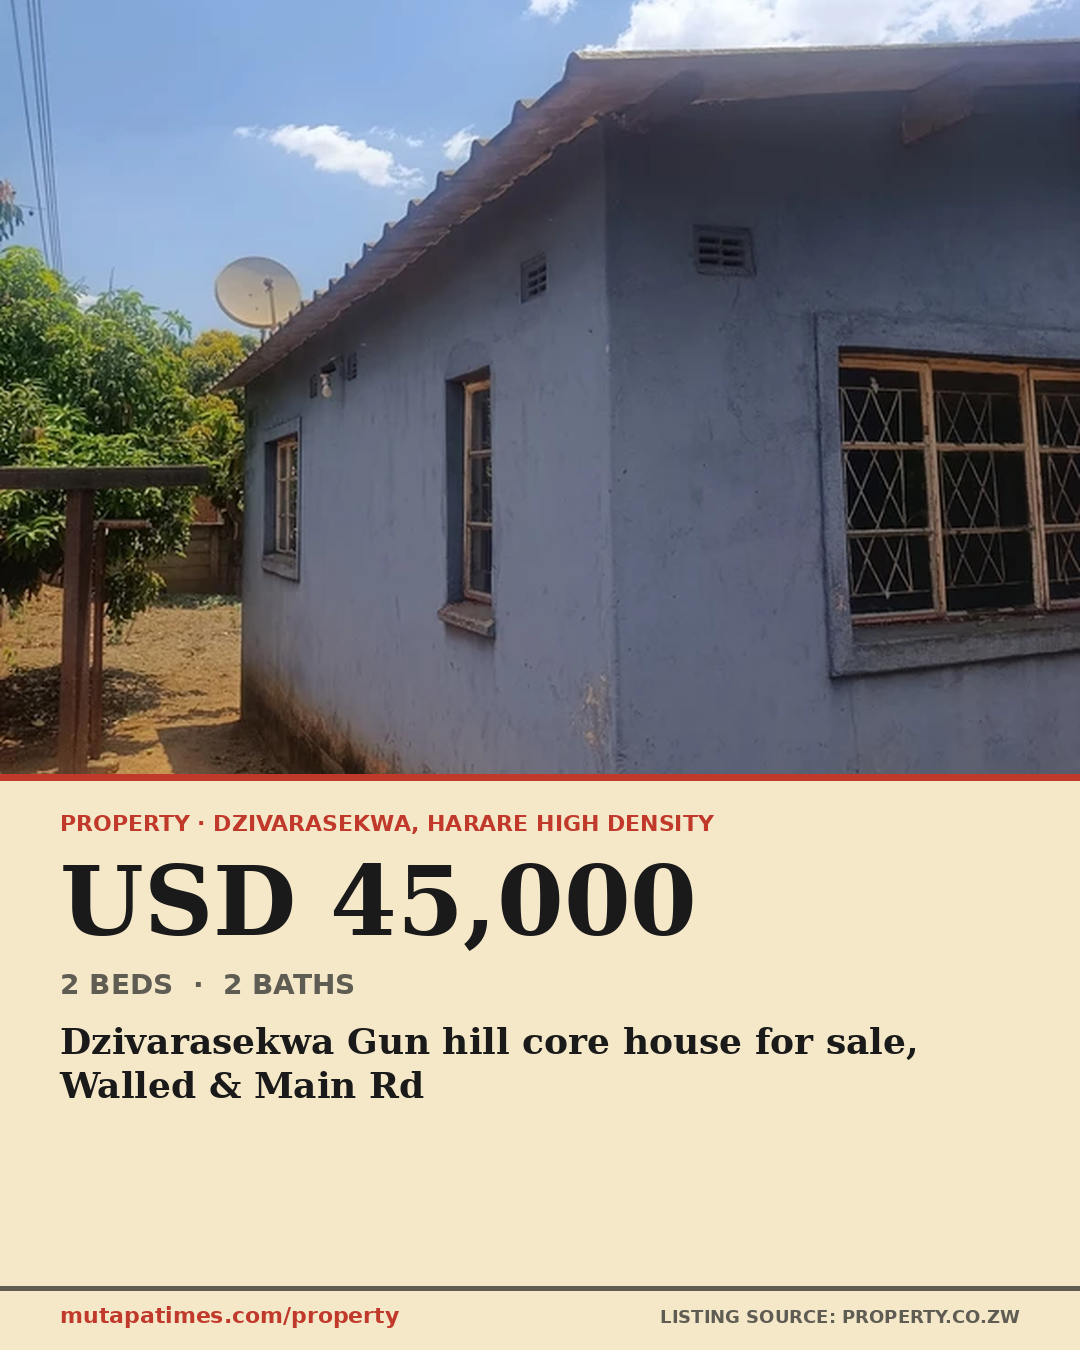 PROPERTY · DZIVARASEKWA, HARARE HIGH DENSITY
USD 45,000
2 BEDS · 2 BATHS
Dzivarasekwa Gun hill core house for sale,
Walled & Main Rd
mutapatimes.com/property
LISTING SOURCE: PROPERTY.CO.ZW